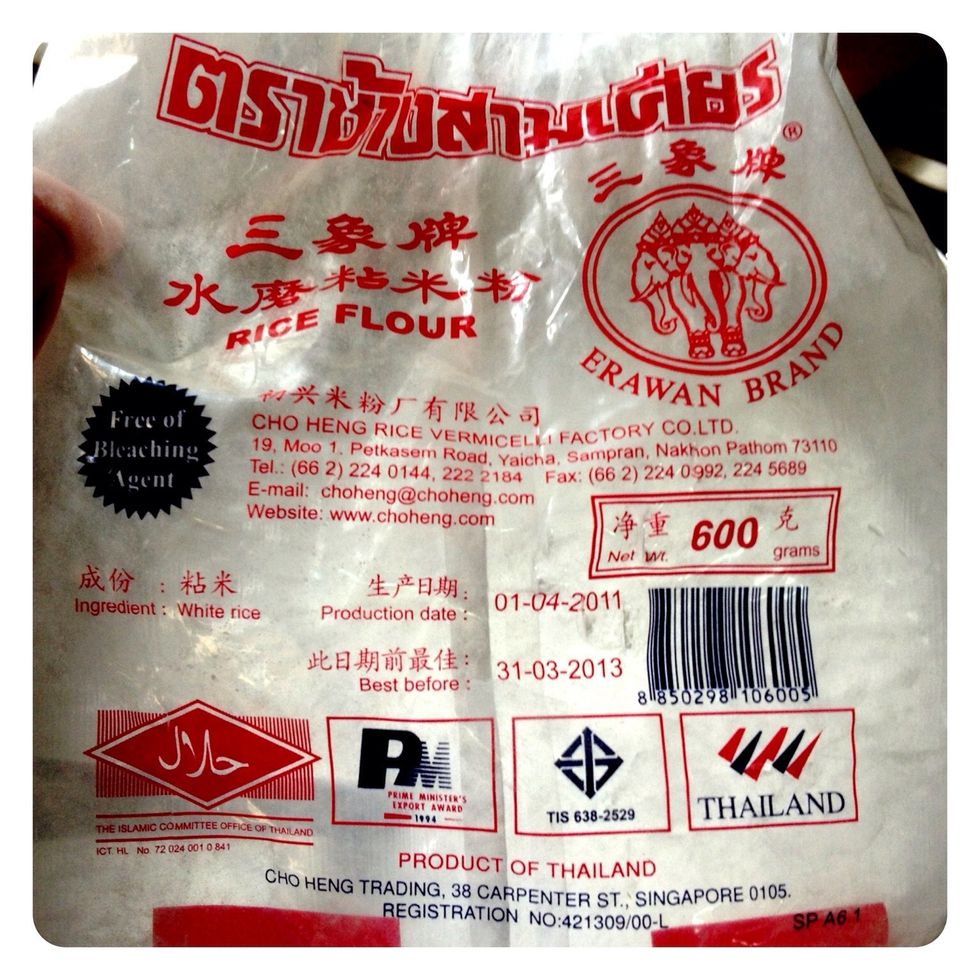 ตราช้างสามเศียร
三象牌®
三象牌
水磨粘米粉
RICE FLOUR
ERAWAN BRAND
Free of
Bleaching
Agent
兴米粉厂有限公司
CHO HENG RICE VERMICELLI FACTORY CO.LTD.
19, Moo 1. Petkasem Road, Yaicha, Sampran, Nakhon Pathom 73110
Tel.: (66 2) 224 0144, 222 2184 Fax: (66 2) 224 0992, 224 5689
E-mail: choheng@choheng.com
Website: www.choheng.com
净重 600 克
Net Wt. grams
成份 : 粘米
Ingredient : White rice
生产日期:
Production date : 01-04-2011
此日期前最佳:
Best before : 31-03-2013
8 850298 106005
حلال
THE ISLAMIC COMMITTEE OFFICE OF THAILAND
ICT. HL No. 72 024 001 0 841
PM
PRIME MINISTER'S
EXPORT AWARD
1994
TIS 638-2529
THAILAND
PRODUCT OF THAILAND
CHO HENG TRADING, 38 CARPENTER ST., SINGAPORE 0105.
REGISTRATION NO:421309/00-L
SP A6 1